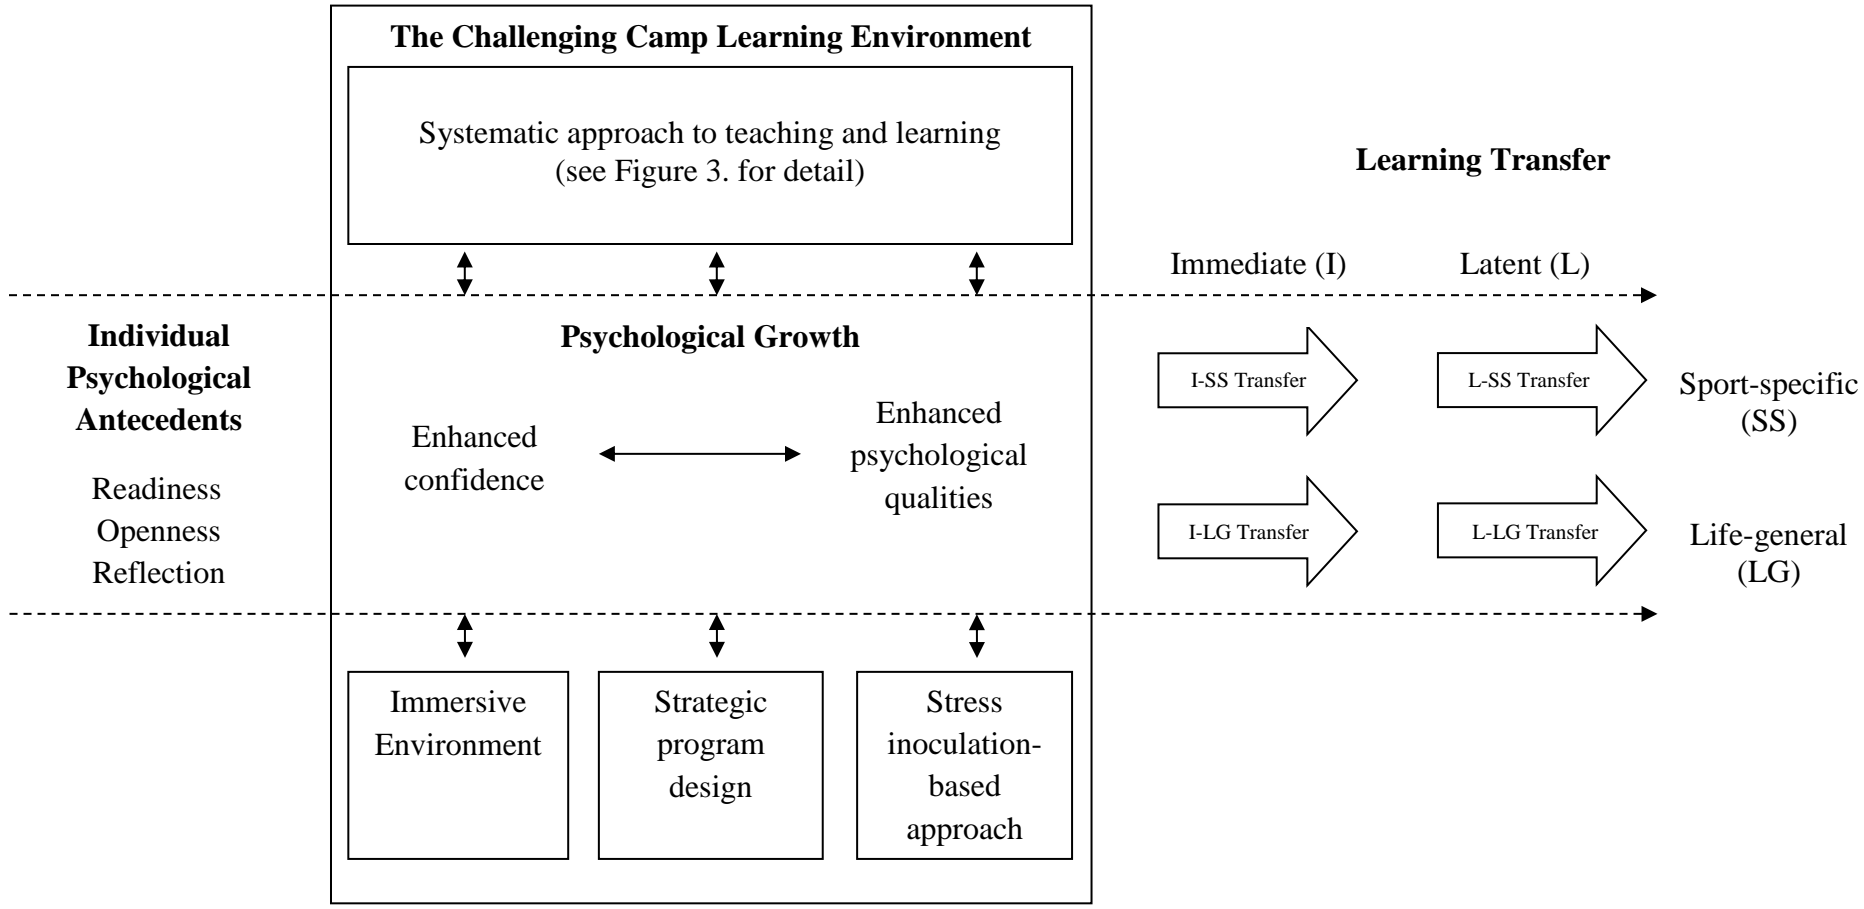 The Challenging Camp Learning Environment
Systematic approach to teaching and learning
(see Figure 3. for detail)
Learning Transfer
Immediate (I)
Latent (L)
Individual
Psychological
Antecedents
Readiness
Openness
Reflection
Psychological Growth
Enhanced
confidence
Enhanced
psychological
qualities
I-SS Transfer
L-SS Transfer
Sport-specific
(SS)
I-LG Transfer
L-LG Transfer
Life-general
(LG)
Immersive
Environment
Strategic
program
design
Stress
inoculation-
based
approach